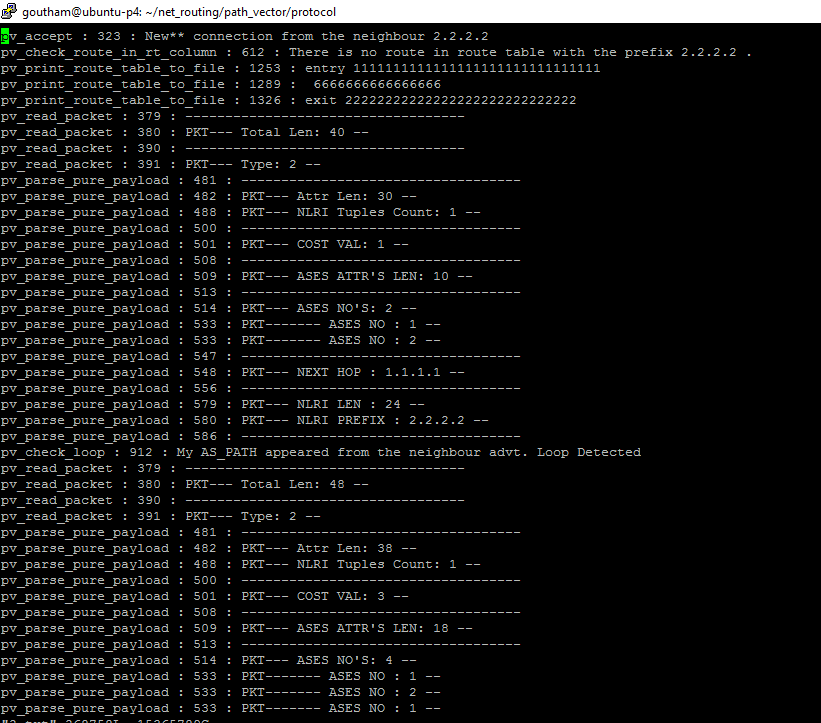 goutham@ubuntu-p4: ~/net_routing/path_vector/protocol
pv_accept : 323 : New** connection from the neighbour 2.2.2.2
pv_check_route_in_rt_column : 612 : There is no route in route table with the prefix 2.2.2.2 .
pv_print_route_table_to_file : 1253 : entry 1111111111111111111111111111111
pv_print_route_table_to_file : 1289 :  6666666666666666
pv_print_route_table_to_file : 1326 : exit 22222222222222222222222222222
pv_read_packet : 379 : -----------------------------------
pv_read_packet : 380 : PKT--- Total Len: 40 --
pv_read_packet : 390 : -----------------------------------
pv_read_packet : 391 : PKT--- Type: 2 --
pv_parse_pure_payload : 481 : -----------------------------------
pv_parse_pure_payload : 482 : PKT--- Attr Len: 30 --
pv_parse_pure_payload : 488 : PKT--- NLRI Tuples Count: 1 --
pv_parse_pure_payload : 500 : -----------------------------------
pv_parse_pure_payload : 501 : PKT--- COST VAL: 1 --
pv_parse_pure_payload : 508 : -----------------------------------
pv_parse_pure_payload : 509 : PKT--- ASES ATTR'S LEN: 10 --
pv_parse_pure_payload : 513 : -----------------------------------
pv_parse_pure_payload : 514 : PKT--- ASES NO'S: 2 --
pv_parse_pure_payload : 533 : PKT------- ASES NO : 1 --
pv_parse_pure_payload : 533 : PKT------- ASES NO : 2 --
pv_parse_pure_payload : 547 : -----------------------------------
pv_parse_pure_payload : 548 : PKT--- NEXT HOP : 1.1.1.1 --
pv_parse_pure_payload : 556 : -----------------------------------
pv_parse_pure_payload : 579 : PKT--- NLRI LEN : 24 --
pv_parse_pure_payload : 580 : PKT--- NLRI PREFIX : 2.2.2.2 --
pv_parse_pure_payload : 586 : -----------------------------------
pv_check_loop : 912 : My AS_PATH appeared from the neighbour advt. Loop Detected
pv_read_packet : 379 : -----------------------------------
pv_read_packet : 380 : PKT--- Total Len: 48 --
pv_read_packet : 390 : -----------------------------------
pv_read_packet : 391 : PKT--- Type: 2 --
pv_parse_pure_payload : 481 : -----------------------------------
pv_parse_pure_payload : 482 : PKT--- Attr Len: 38 --
pv_parse_pure_payload : 488 : PKT--- NLRI Tuples Count: 1 --
pv_parse_pure_payload : 500 : -----------------------------------
pv_parse_pure_payload : 501 : PKT--- COST VAL: 3 --
pv_parse_pure_payload : 508 : -----------------------------------
pv_parse_pure_payload : 509 : PKT--- ASES ATTR'S LEN: 18 --
pv_parse_pure_payload : 513 : -----------------------------------
pv_parse_pure_payload : 514 : PKT--- ASES NO'S: 4 --
pv_parse_pure_payload : 533 : PKT------- ASES NO : 1 --
pv_parse_pure_payload : 533 : PKT------- ASES NO : 2 --
pv_parse_pure_payload : 533 : PKT------- ASES NO : 1 --